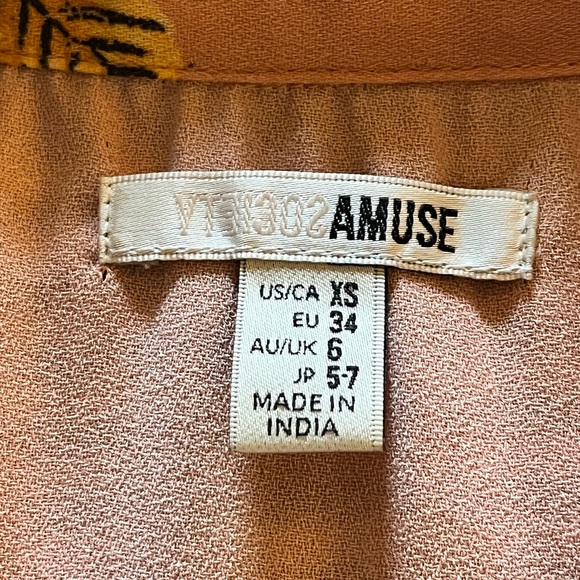 AMUSE
US/CA XS
EU 34
AU/UK 6
JP 5-7
MADE IN
INDIA